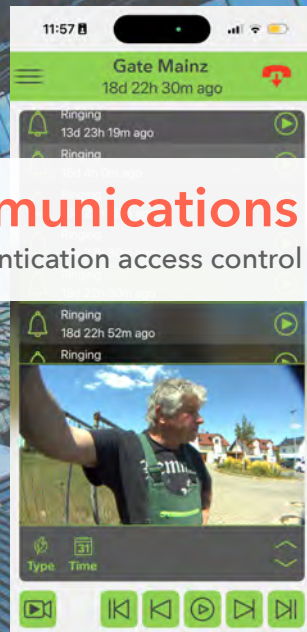 11:57
Gate Mainz
18d 22h 30m ago
Ringing
13d 23h 19m ago
Ringing
munications
ntication access control
Ringing
18d 22h 52m ago
Ringing
31
Type Time